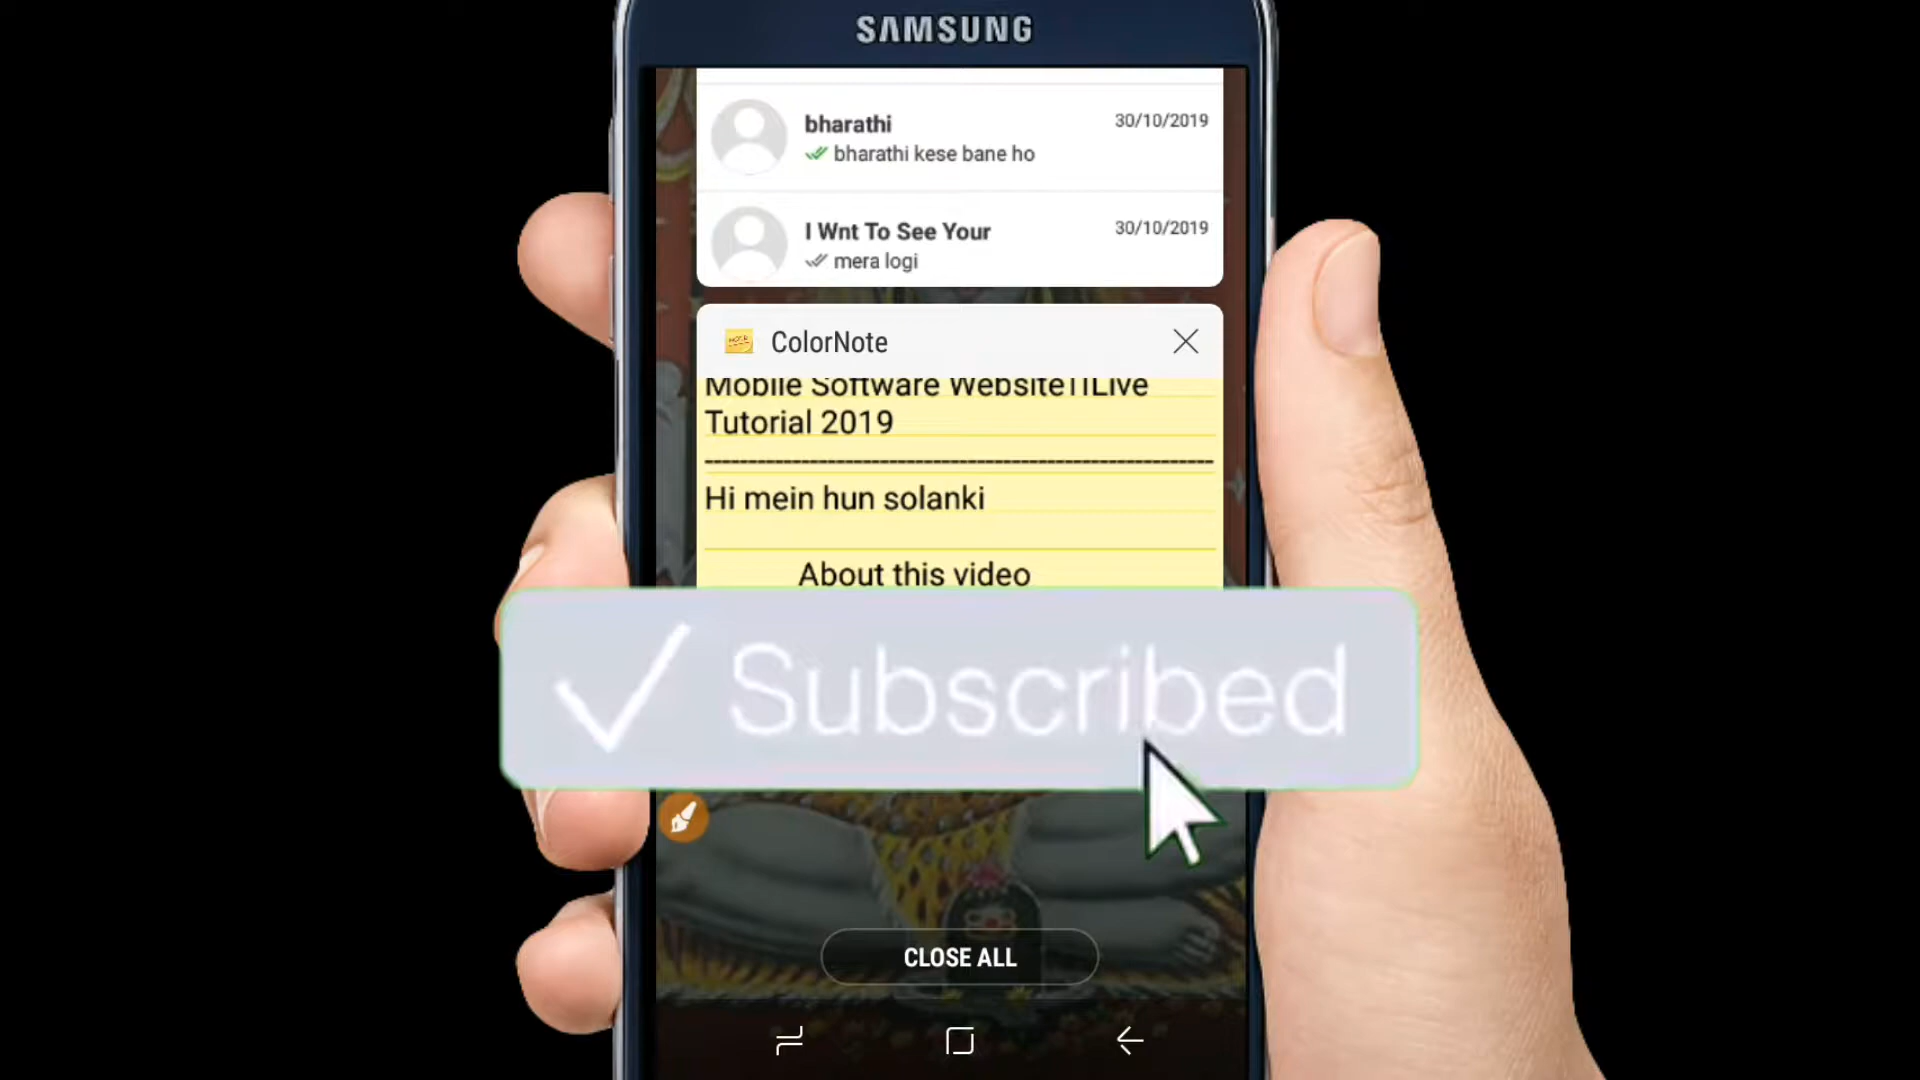 SAMSUNG
bharathi
30/10/2019
bharathi kese bane ho
I Wnt To See Your
30/10/2019
mera logi
ColorNote
Mobile Software Website11Live
Tutorial 2019
Hi mein hun solanki
About this video
Subscribed
CLOSE ALL